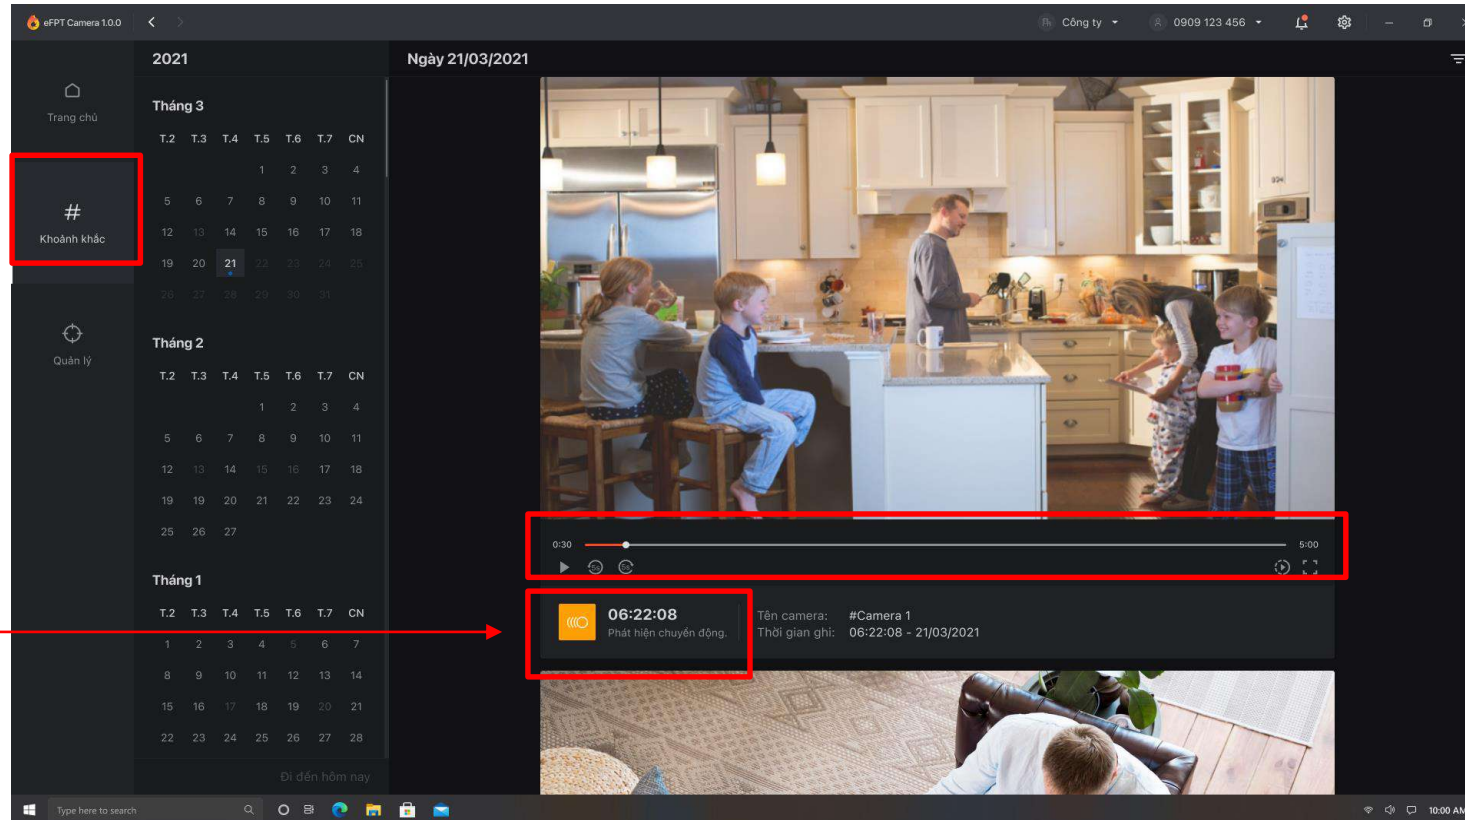 eFPT Camera 1.0.0
Công ty
0909 123 456
2021
Ngày 21/03/2021
Trang chủ
Khoảnh khắc
Quản lý
Tháng 3
T.2 T.3 T.4 T.5 T.6 T.7 CN
1 2 3 4
5 6 7 8 9 10 11
12 13 14 15 16 17 18
19 20 21 22 23 24 25
26 27 28 29 30 31
Tháng 2
T.2 T.3 T.4 T.5 T.6 T.7 CN
1 2 3 4
5 6 7 8 9 10 11
12 13 14 15 16 17 18
19 19 20 21 22 23 24
25 26 27
Tháng 1
T.2 T.3 T.4 T.5 T.6 T.7 CN
1 2 3 4 5 6 7
8 9 10 11 12 13 14
15 16 17 18 19 20 21
22 23 24 25 26 27 28
Đi đến hôm nay
0:30
5:00
5s 5s
06:22:08
Phát hiện chuyển động.
Tên camera: #Camera 1
Thời gian ghi: 06:22:08 - 21/03/2021
Type here to search
10:00 AM